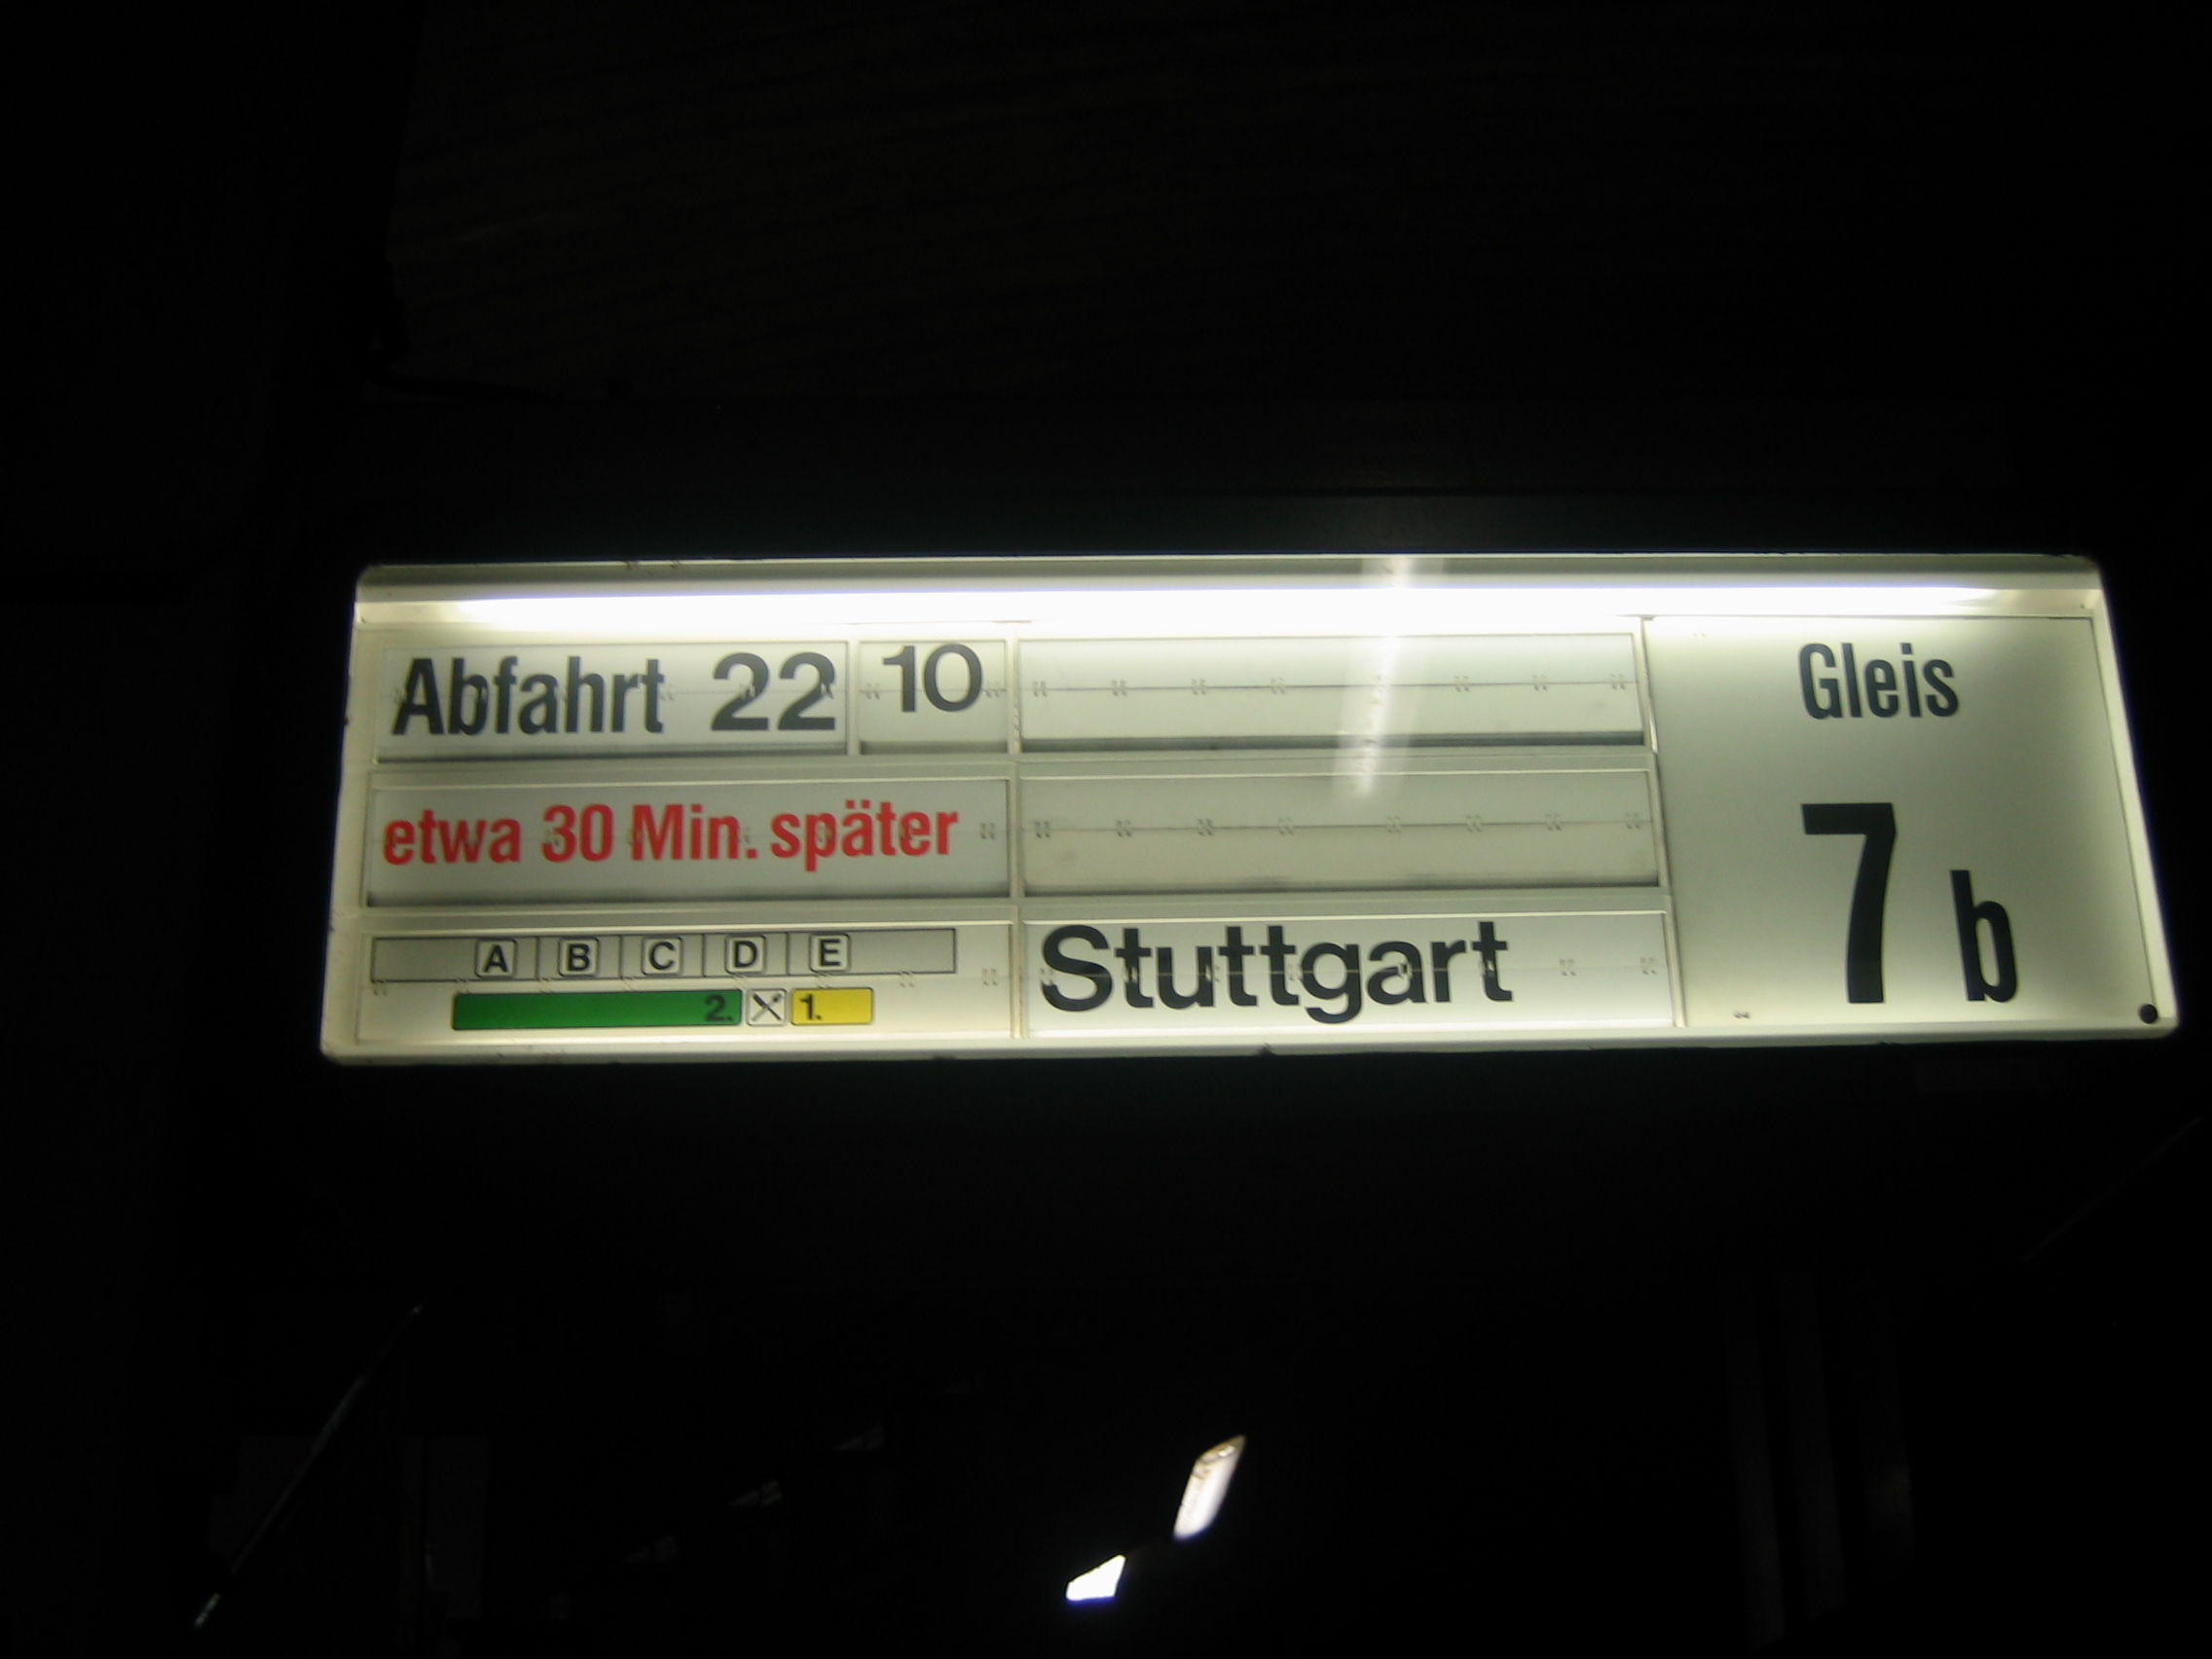 Abfahrt 22 10
etwa 30 Min. später
A B C D E
2. 1.
Stuttgart
Gleis
7 b